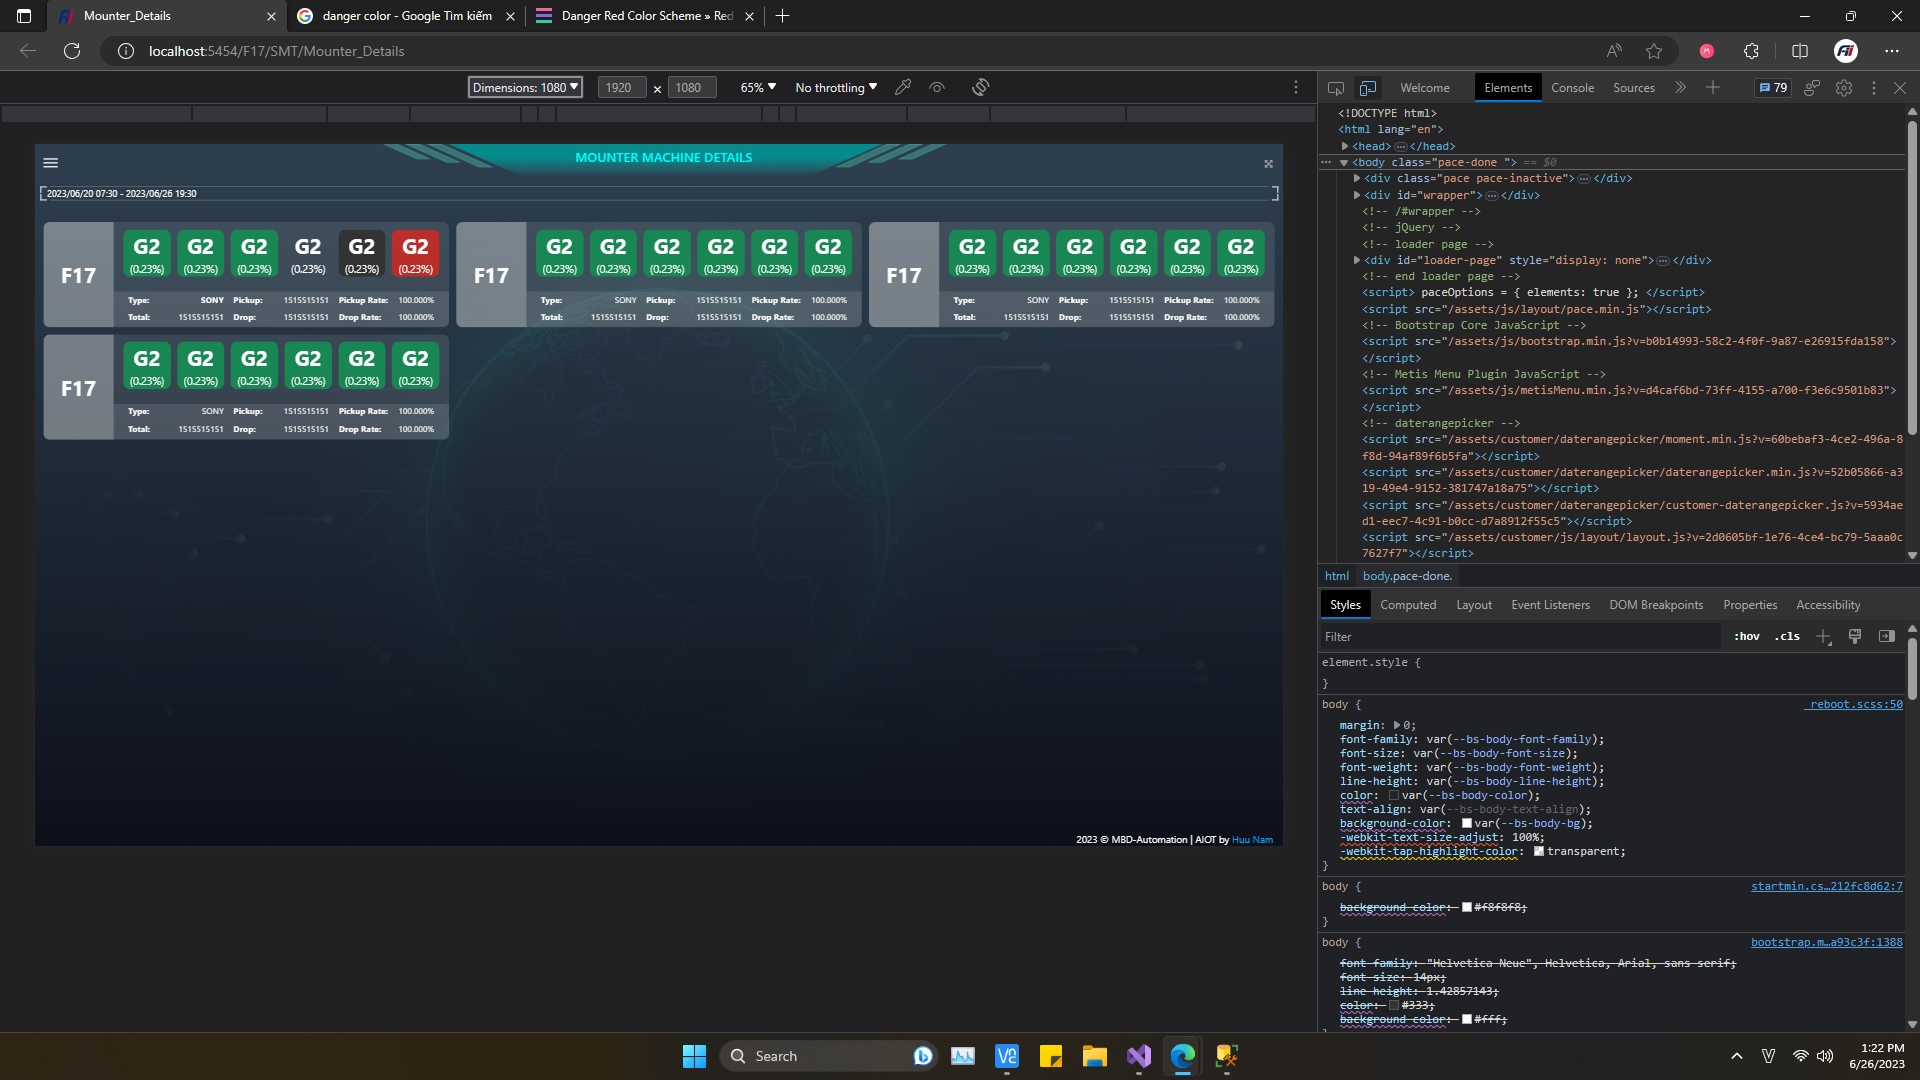 Mounter_Details
danger color - Google Tìm kiếm
Danger Red Color Scheme » Red
localhost:5454/F17/SMT/Mounter_Details
Dimensions: 1080
1920
×
1080
65%
No throttling
Welcome
Elements
Console
Sources
79
MOUNTER MACHINE DETAILS
2023/06/20 07:30 - 2023/06/26 19:30
F17
G2 G2 G2 G2 G2 G2
(0.23%) (0.23%) (0.23%) (0.23%) (0.23%) (0.23%)
Type: SONY Pickup: 1515515151 Pickup Rate: 100.000%
Total: 1515515151 Drop: 1515515151 Drop Rate: 100.000%
F17
G2 G2 G2 G2 G2 G2
(0.23%) (0.23%) (0.23%) (0.23%) (0.23%) (0.23%)
Type: SONY Pickup: 1515515151 Pickup Rate: 100.000%
Total: 1515515151 Drop: 1515515151 Drop Rate: 100.000%
F17
G2 G2 G2 G2 G2 G2
(0.23%) (0.23%) (0.23%) (0.23%) (0.23%) (0.23%)
Type: SONY Pickup: 1515515151 Pickup Rate: 100.000%
Total: 1515515151 Drop: 1515515151 Drop Rate: 100.000%
F17
G2 G2 G2 G2 G2 G2
(0.23%) (0.23%) (0.23%) (0.23%) (0.23%) (0.23%)
Type: SONY Pickup: 1515515151 Pickup Rate: 100.000%
Total: 1515515151 Drop: 1515515151 Drop Rate: 100.000%
2023 © MBD-Automation | AIOT by Huu Nam
<!DOCTYPE html>
<html lang="en">
<head>…</head>
<body class="pace-done "> == $0
<div class="pace pace-inactive">…</div>
<div id="wrapper">…</div>
<!-- /#wrapper -->
<!-- jQuery -->
<!-- loader page -->
<div id="loader-page" style="display: none">…</div>
<!-- end loader page -->
<script> paceOptions = { elements: true }; </script>
<script src="/assets/js/layout/pace.min.js"></script>
<!-- Bootstrap Core JavaScript -->
<script src="/assets/js/bootstrap.min.js?v=b0b14993-58c2-4f0f-9a87-e26915fda158">
</script>
<!-- Metis Menu Plugin JavaScript -->
<script src="/assets/js/metisMenu.min.js?v=d4caf6bd-73ff-4155-a700-f3e6c9501b83">
</script>
<!-- daterangepicker -->
<script src="/assets/customer/daterangepicker/moment.min.js?v=60bebaf3-4ce2-496a-8
f8d-94af89f6b5fa"></script>
<script src="/assets/customer/daterangepicker/daterangepicker.min.js?v=52b05866-a3
19-49e4-9152-381747a18a75"></script>
<script src="/assets/customer/daterangepicker/customer-daterangepicker.js?v=5934ae
d1-eec7-4c91-b0cc-d7a8912f55c5"></script>
<script src="/assets/customer/js/layout/layout.js?v=2d0605bf-1e76-4ce4-bc79-5aaa0c
7627f7"></script>
html
body.pace-done.
Styles
Computed
Layout
Event Listeners
DOM Breakpoints
Properties
Accessibility
Filter
:hov
.cls
element.style {
}
body {
_reboot.scss:50
margin: 0;
font-family: var(--bs-body-font-family);
font-size: var(--bs-body-font-size);
font-weight: var(--bs-body-font-weight);
line-height: var(--bs-body-line-height);
color: var(--bs-body-color);
text-align: var(--bs-body-text-align);
background-color: var(--bs-body-bg);
-webkit-text-size-adjust: 100%;
-webkit-tap-highlight-color: transparent;
}
body {
startmin.cs…212fc8d62:7
background-color: #f8f8f8;
}
body {
bootstrap.m…a93c3f:1388
font-family: "Helvetica Neue", Helvetica, Arial, sans-serif;
font-size: 14px;
line-height: 1.42857143;
color: #333;
background-color: #fff;
Search
1:22 PM
6/26/2023